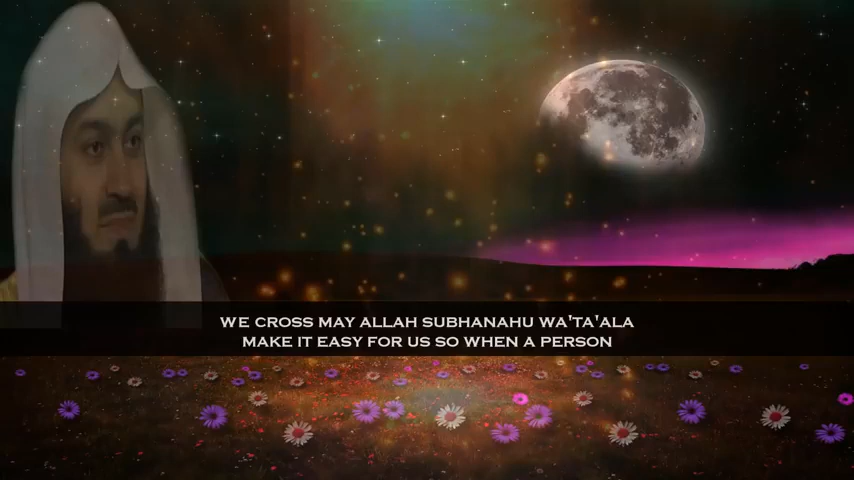 WE CROSS MAY ALLAH SUBHANAHU WA'TA'ALA
MAKE IT EASY FOR US SO WHEN A PERSON